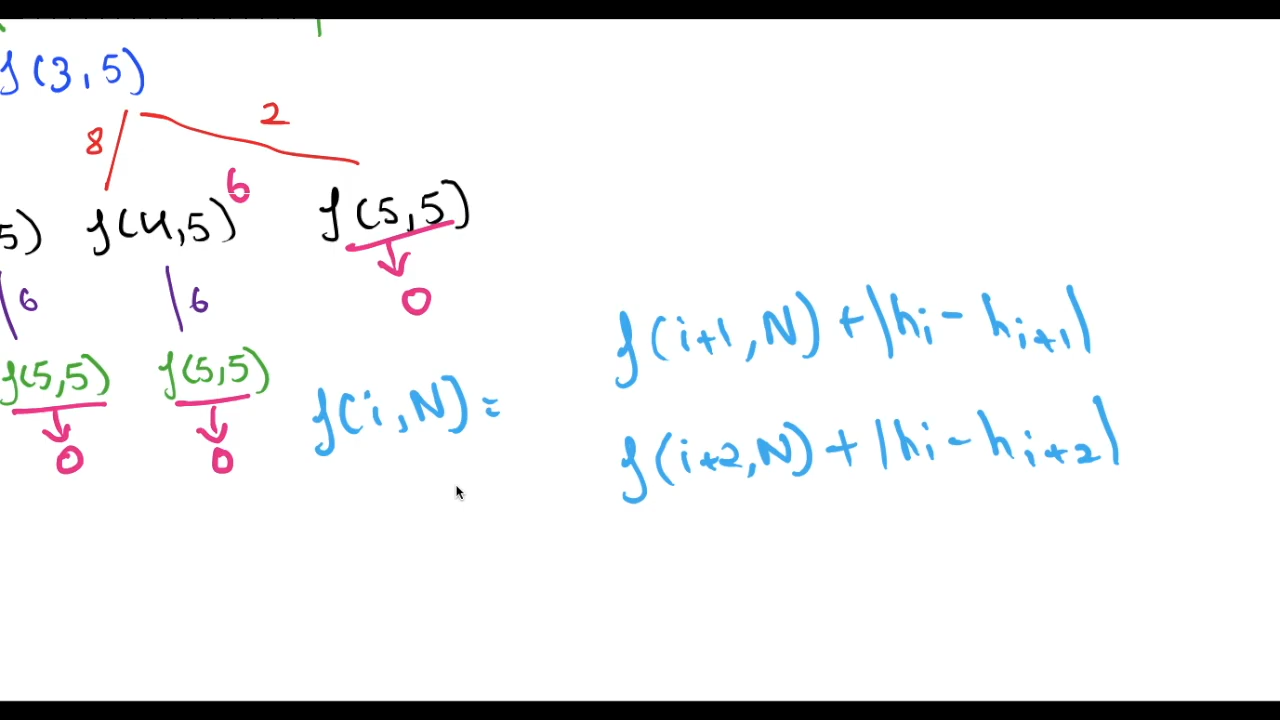 f(3,5)
8 2
5) f(4,5) 6 f(5,5)
6 6 0
f(i+1,N) + |hᵢ - hᵢ₊₁|
f(5,5) f(5,5) f(i,N) =
f(i+2,N) + |hᵢ - hᵢ₊₂|
0 0